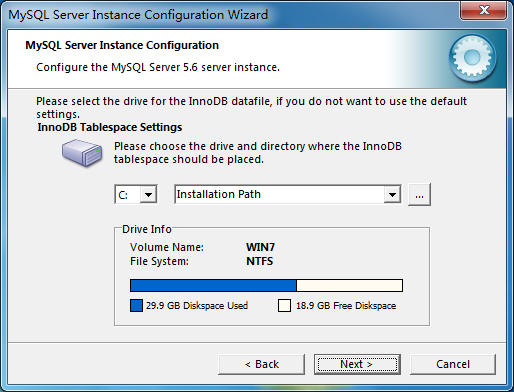 MySQL Server Instance Configuration Wizard
MySQL Server Instance Configuration
Configure the MySQL Server 5.6 server instance.
Please select the drive for the InnoDB datafile, if you do not want to use the default
settings.
InnoDB Tablespace Settings
Please choose the drive and directory where the InnoDB
tablespace should be placed.
C: Installation Path ...
Drive Info
Volume Name: WIN7
File System: NTFS
29.9 GB Diskspace Used 18.9 GB Free Diskspace
< Back Next > Cancel